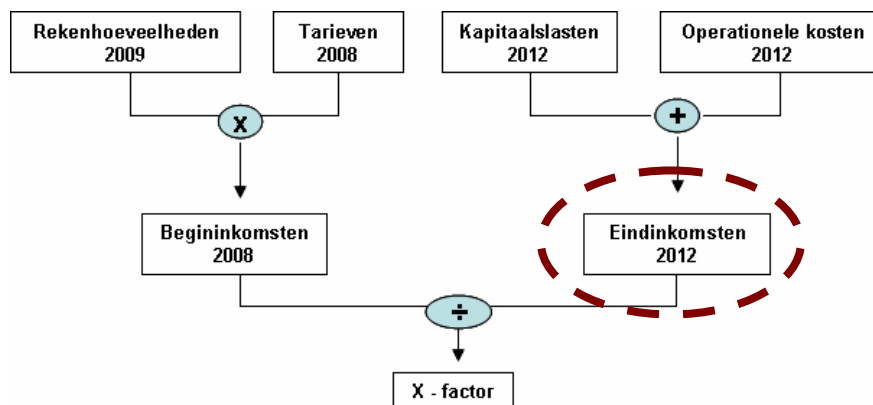 Rekenhoeveelheden
2009
Tarieven
2008
Kapitaalslasten
2012
Operationele kosten
2012
X
+
Begininkomsten
2008
Eindinkomsten
2012
÷
X - factor